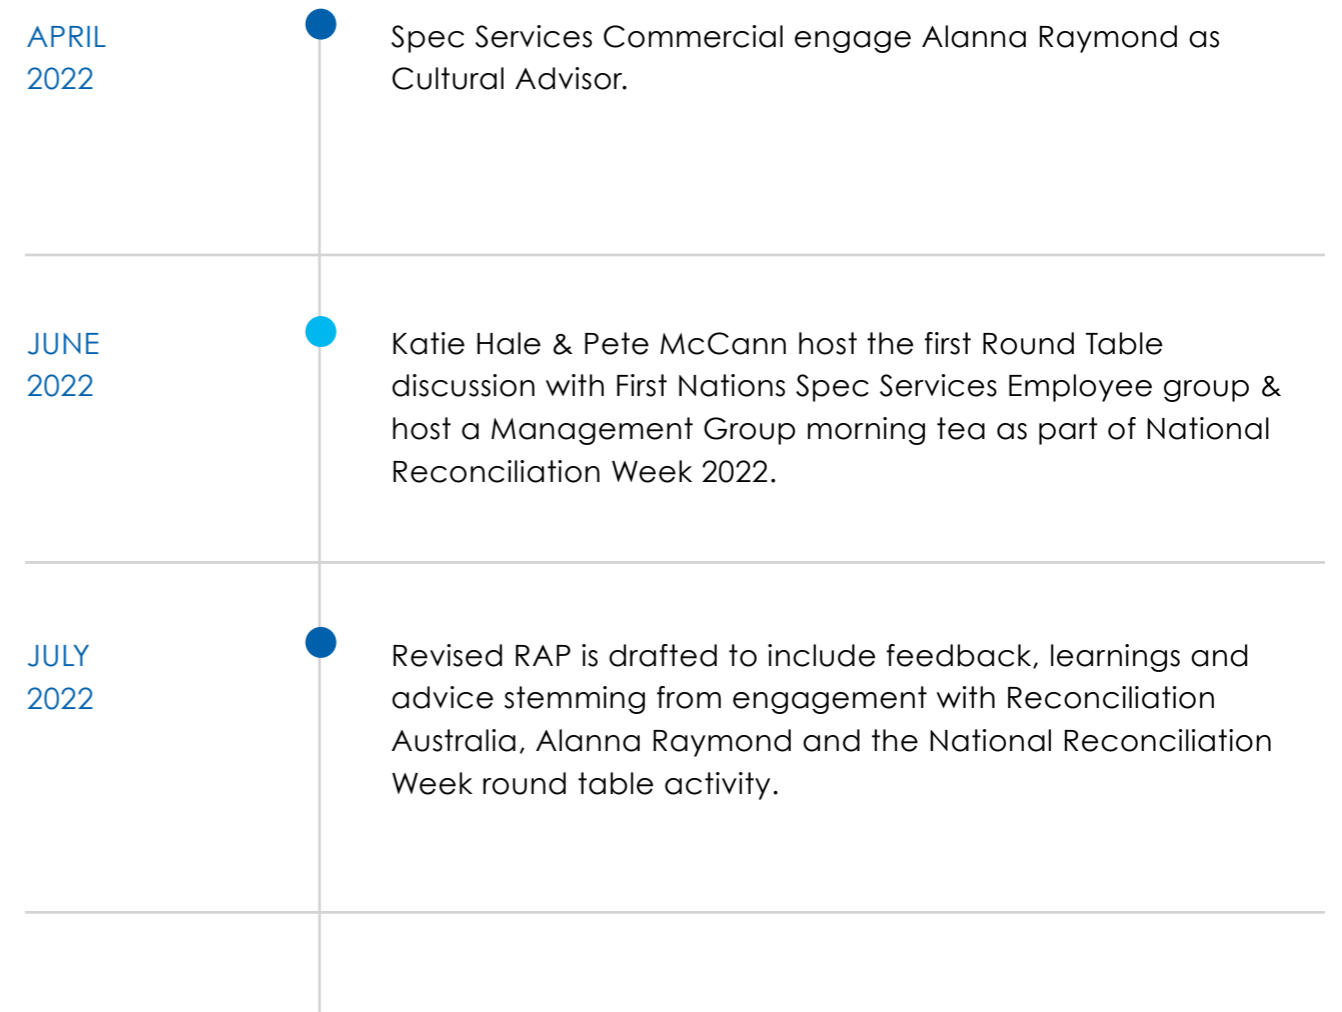 APRIL
2022
Spec Services Commercial engage Alanna Raymond as
Cultural Advisor.
JUNE
2022
Katie Hale & Pete McCann host the first Round Table
discussion with First Nations Spec Services Employee group &
host a Management Group morning tea as part of National
Reconciliation Week 2022.
JULY
2022
Revised RAP is drafted to include feedback, learnings and
advice stemming from engagement with Reconciliation
Australia, Alanna Raymond and the National Reconciliation
Week round table activity.